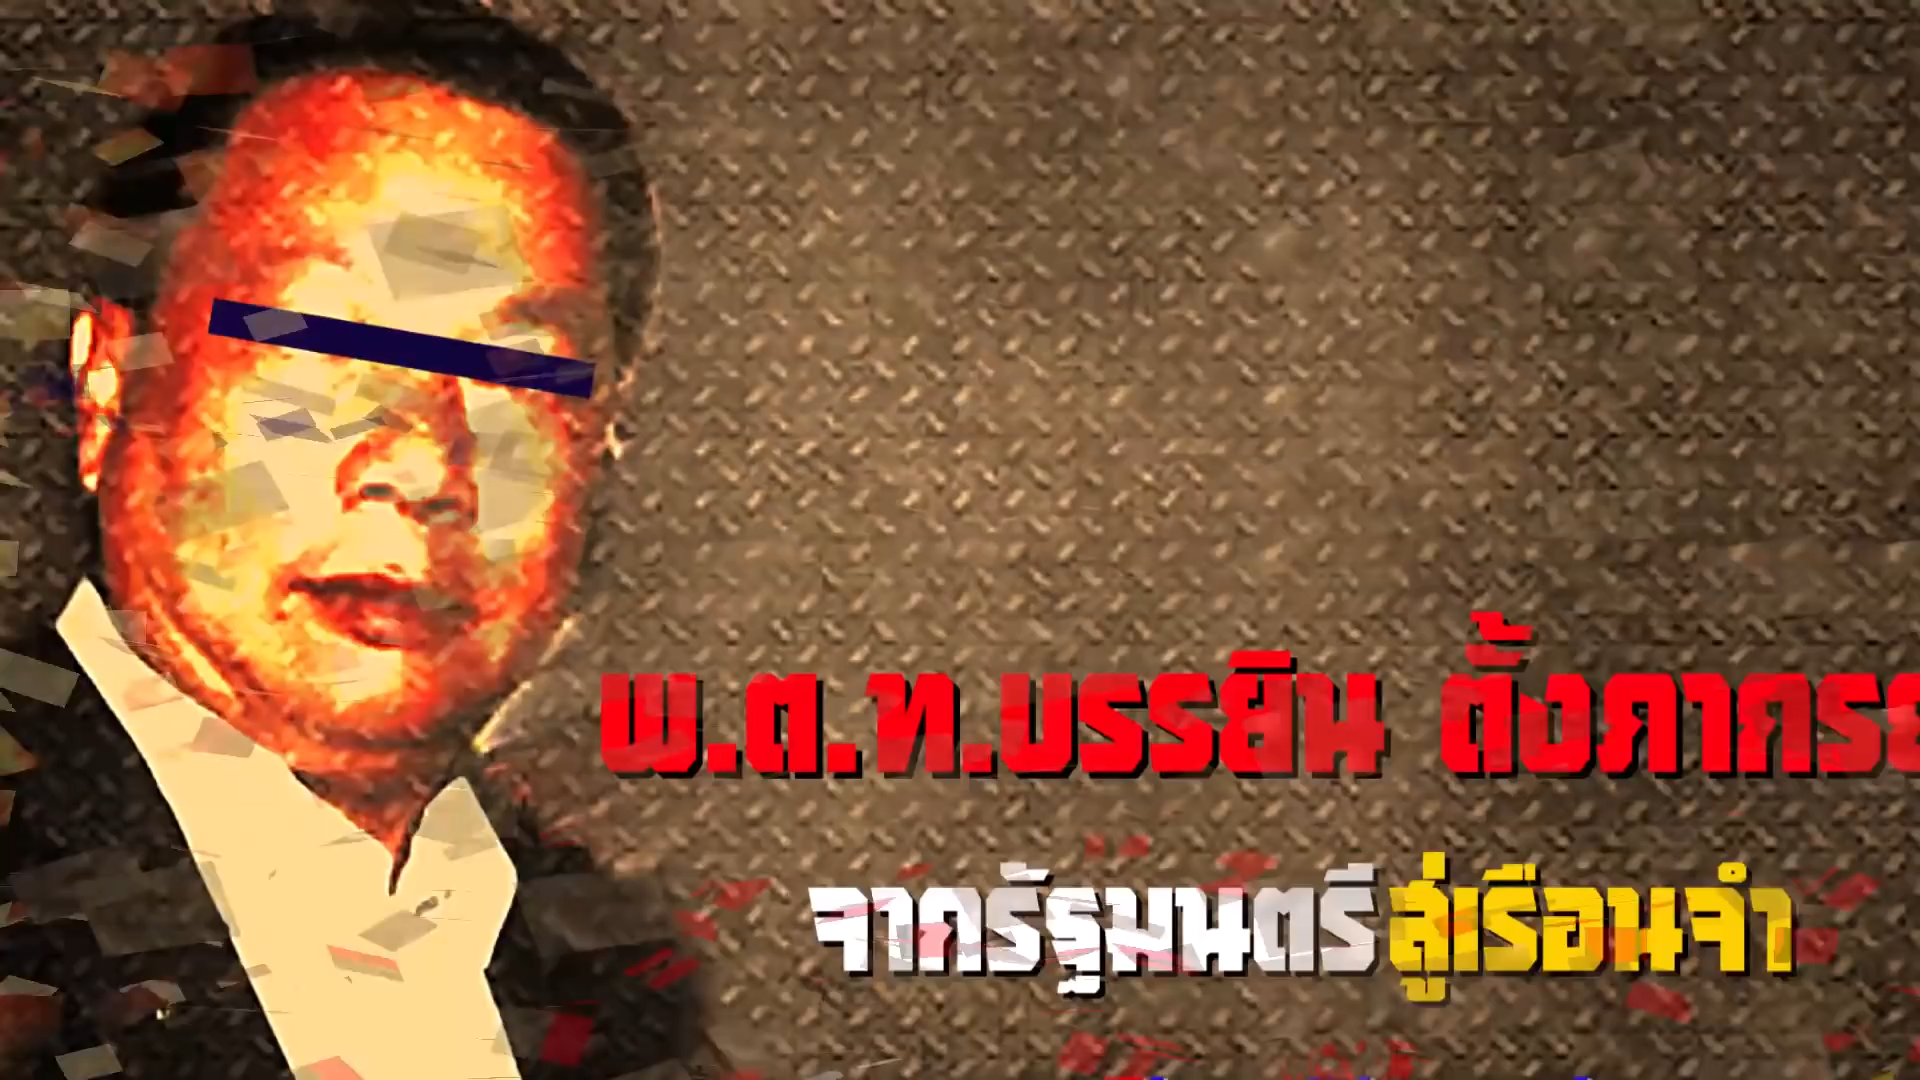 พ.ต.ท.บรรยิน ตั้งภากรณ
จากรัฐมนตรีสู่เรือนจำ